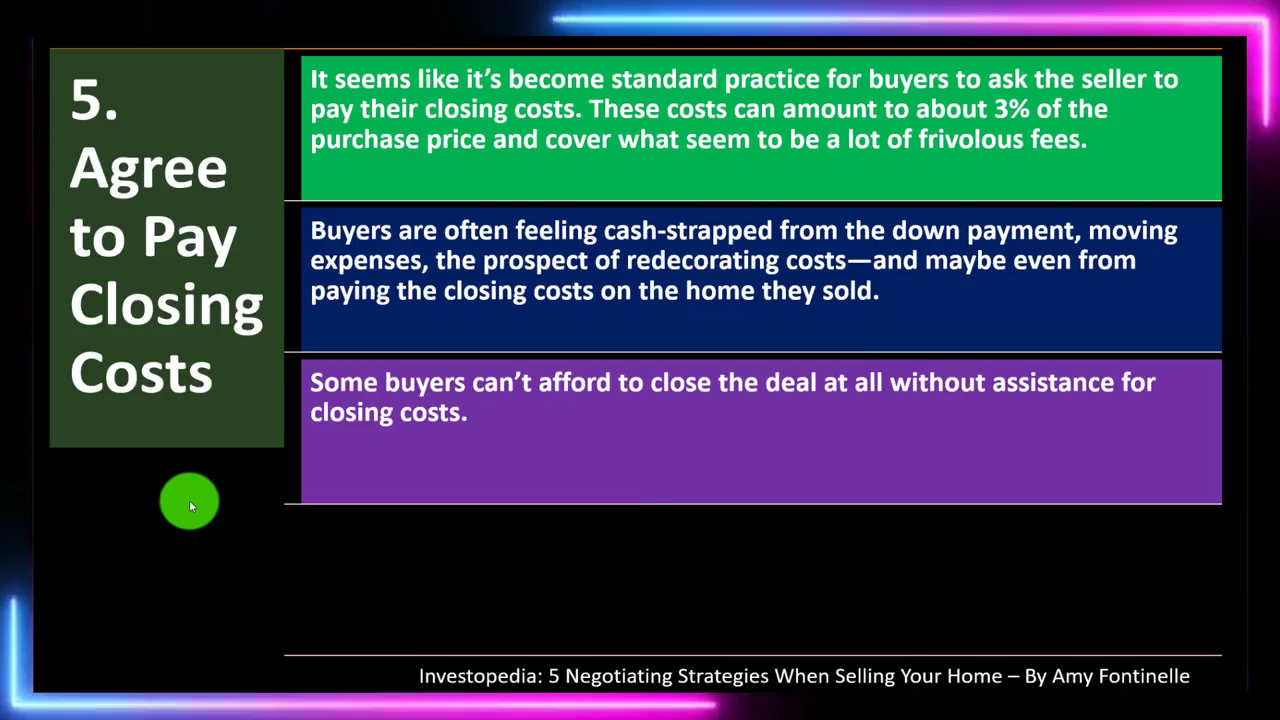 5.
Agree
to Pay
Closing
Costs
It seems like it’s become standard practice for buyers to ask the seller to
pay their closing costs. These costs can amount to about 3% of the
purchase price and cover what seem to be a lot of frivolous fees.
Buyers are often feeling cash-strapped from the down payment, moving
expenses, the prospect of redecorating costs—and maybe even from
paying the closing costs on the home they sold.
Some buyers can’t afford to close the deal at all without assistance for
closing costs.
Investopedia: 5 Negotiating Strategies When Selling Your Home – By Amy Fontinelle